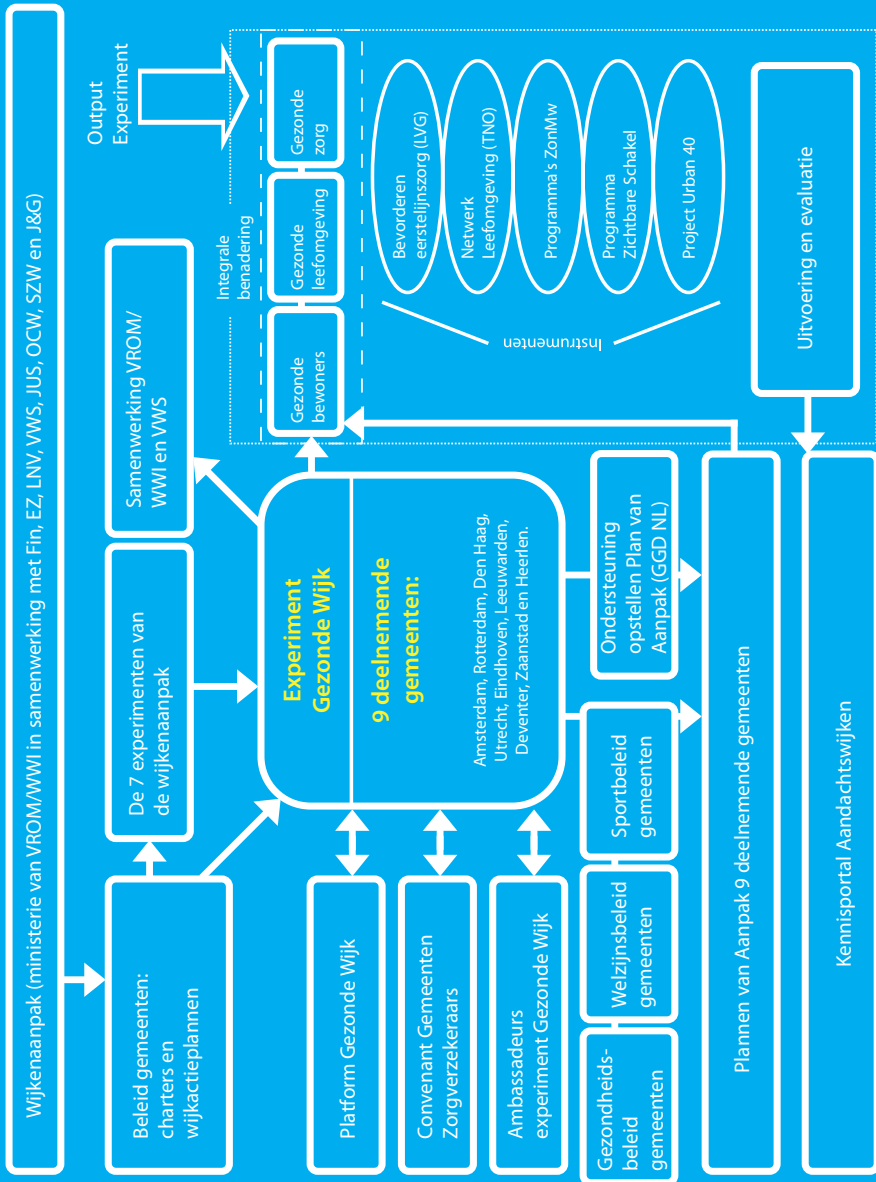 Wijkenaanpak (ministerie van VROM/WWI in samenwerking met Fin, EZ, LNV, VWS, JUS, OCW, SZW en J&G)
Beleid gemeenten:
charters en
wijkactieplannen
De 7 experimenten van
de wijkenaanpak
Samenwerking VROM/
WWI en VWS
Output
Experiment
Platform Gezonde Wijk
Convenant Gemeenten
Zorgverzekeraars
Ambassadeurs
experiment Gezonde Wijk
Experiment
Gezonde Wijk
9 deelnemende
gemeenten:
Amsterdam, Rotterdam, Den Haag,
Utrecht, Eindhoven, Leeuwarden,
Deventer, Zaanstad en Heerlen.
Integrale
benadering
Gezonde
bewoners
Gezonde
leefomgeving
Gezonde
zorg
Instrumenten
Bevorderen
eerstelijnszorg (LVG)
Netwerk
Leefomgeving (TNO)
Programma's ZonMw
Programma
Zichtbare Schakel
Project Urban 40
Gezondheids-
beleid
gemeenten
Welzijnsbeleid
gemeenten
Sportbeleid
gemeenten
Ondersteuning
opstellen Plan van
Aanpak (GGD NL)
Plannen van Aanpak 9 deelnemende gemeenten
Uitvoering en evaluatie
Kennisportal Aandachtswijken